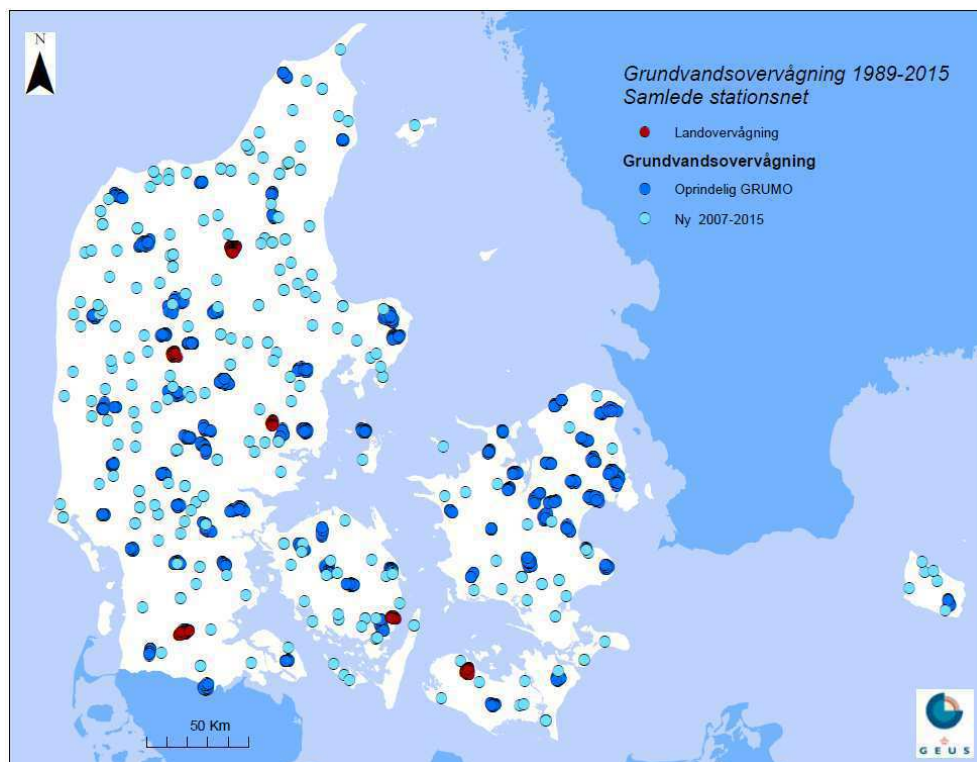 N
Grundvandsovervågning 1989-2015
Samlede stationsnet
Landovervågning
Grundvandsovervågning
Oprindelig GRUMO
Ny 2007-2015
50 Km
GEUS